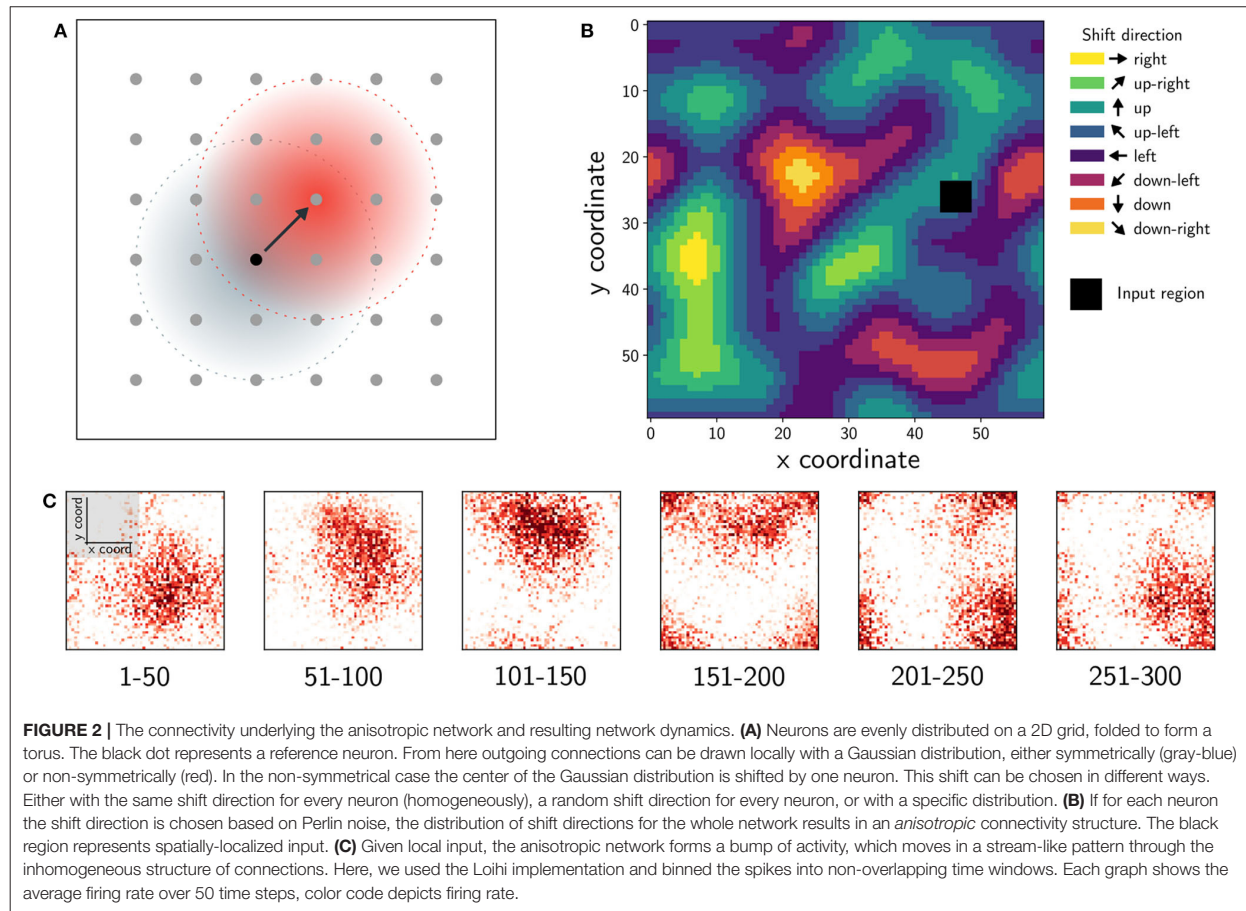 A
B
0
10
20
30
40
50
y coordinate
0 10 20 30 40 50
x coordinate
Shift direction
right
up-right
up
up-left
left
down-left
down
down-right
Input region
C
y coord
x coord
1-50 51-100 101-150 151-200 201-250 251-300
FIGURE 2 | The connectivity underlying the anisotropic network and resulting network dynamics. (A) Neurons are evenly distributed on a 2D grid, folded to form a
torus. The black dot represents a reference neuron. From here outgoing connections can be drawn locally with a Gaussian distribution, either symmetrically (gray-blue)
or non-symmetrically (red). In the non-symmetrical case the center of the Gaussian distribution is shifted by one neuron. This shift can be chosen in different ways.
Either with the same shift direction for every neuron (homogeneously), a random shift direction for every neuron, or with a specific distribution. (B) If for each neuron
the shift direction is chosen based on Perlin noise, the distribution of shift directions for the whole network results in an anisotropic connectivity structure. The black
region represents spatially-localized input. (C) Given local input, the anisotropic network forms a bump of activity, which moves in a stream-like pattern through the
inhomogeneous structure of connections. Here, we used the Loihi implementation and binned the spikes into non-overlapping time windows. Each graph shows the
average firing rate over 50 time steps, color code depicts firing rate.